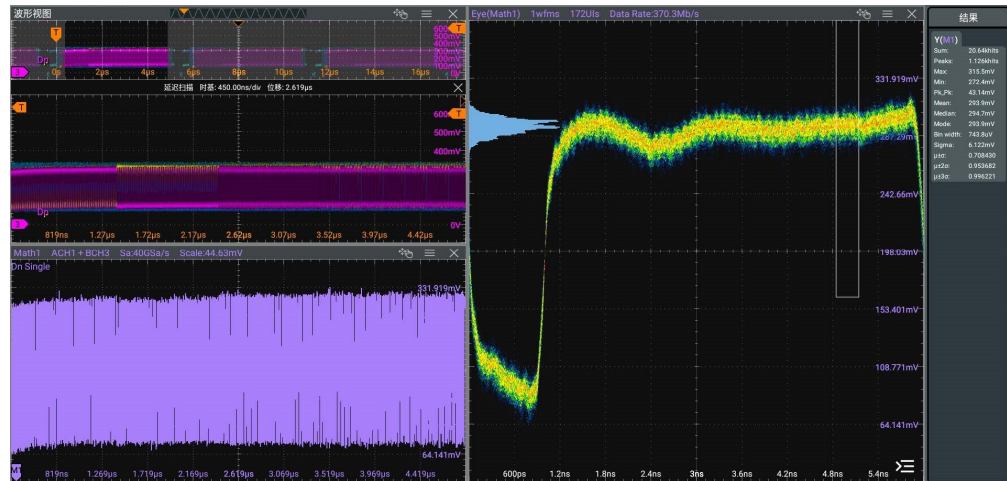 波形视图
T
600
500mV
400mV
300mV
200mV
100mV
0V
Dp
3
0s 2μs 4μs 6μs 8μs 10μs 12μs 14μs 16μs
延迟扫描 时基: 450.00ns/div 位移: 2.619μs
T
600
500mV
400mV
Dp
3
0V
819ns 1.27μs 1.72μs 2.17μs 2.62μs 3.07μs 3.52μs 3.97μs 4.42μs
Math1 ACH1+BCH3 Sa:40GSa/s Scale:44.63mV
Dn Single
331.919mV
64.141mV
819ns 1.269μs 1.719μs 2.169μs 2.619μs 3.069μs 3.519μs 3.969μs 4.419μs
Eye(Math1) 1wfms 172UIs Data Rate:370.3Mb/s
331.919mV
242.66mV
198.03mV
153.401mV
108.771mV
64.141mV
600ps 1.2ns 1.8ns 2.4ns 3ns 3.6ns 4.2ns 4.8ns 5.4ns
结果
Y(M1)
Sum: 20.64khits
Peaks: 1.126khits
Max: 315.5mV
Min: 272.4mV
Pk_Pk: 43.14mV
Mean: 293.9mV
Median: 294.7mV
Mode: 293.9mV
Bin width: 743.8uV
Sigma: 6.122mV
μ±σ: 0.708430
μ±2σ: 0.953682
μ±3σ: 0.996221